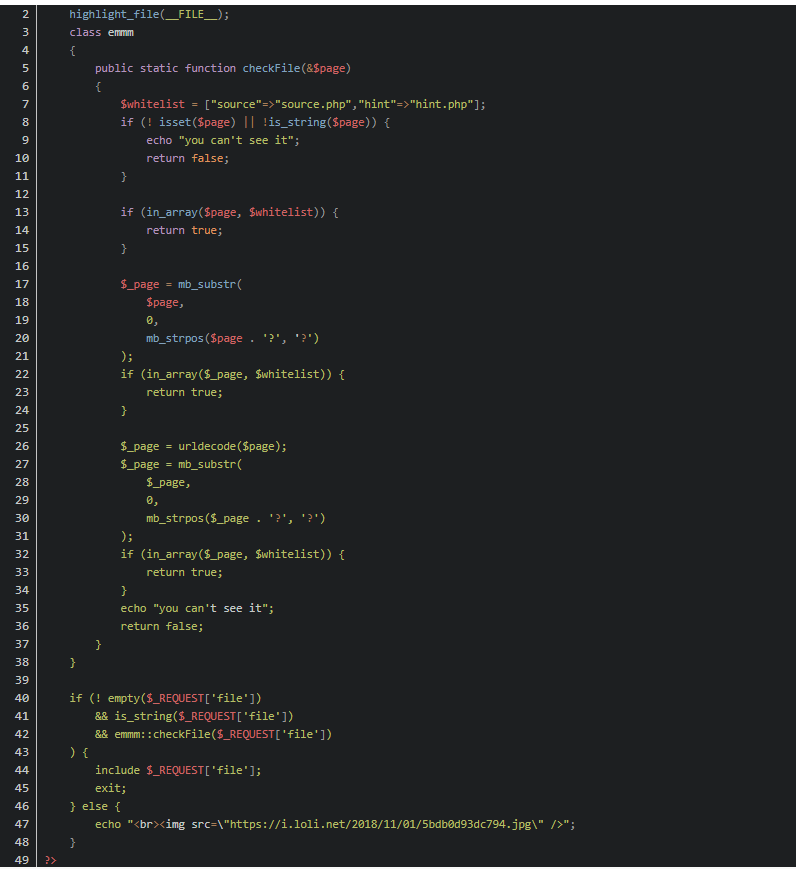 2 highlight_file(__FILE__);
3 class emmm
4 {
5 public static function checkFile(&$page)
6 {
7 $whitelist = ["source"=>"source.php","hint"=>"hint.php"];
8 if (! isset($page) || !is_string($page)) {
9 echo "you can't see it";
10 return false;
11 }
12
13 if (in_array($page, $whitelist)) {
14 return true;
15 }
16
17 $_page = mb_substr(
18 $page,
19 0,
20 mb_strpos($page . '?', '?')
21 );
22 if (in_array($_page, $whitelist)) {
23 return true;
24 }
25
26 $_page = urldecode($page);
27 $_page = mb_substr(
28 $_page,
29 0,
30 mb_strpos($_page . '?', '?')
31 );
32 if (in_array($_page, $whitelist)) {
33 return true;
34 }
35 echo "you can't see it";
36 return false;
37 }
38 }
39
40 if (! empty($_REQUEST['file'])
41 && is_string($_REQUEST['file'])
42 && emmm::checkFile($_REQUEST['file'])
43 ) {
44 include $_REQUEST['file'];
45 exit;
46 } else {
47 echo "<br><img src=\"https://i.loli.net/2018/11/01/5bdb0d93dc794.jpg\" />";
48 }
49 ?>